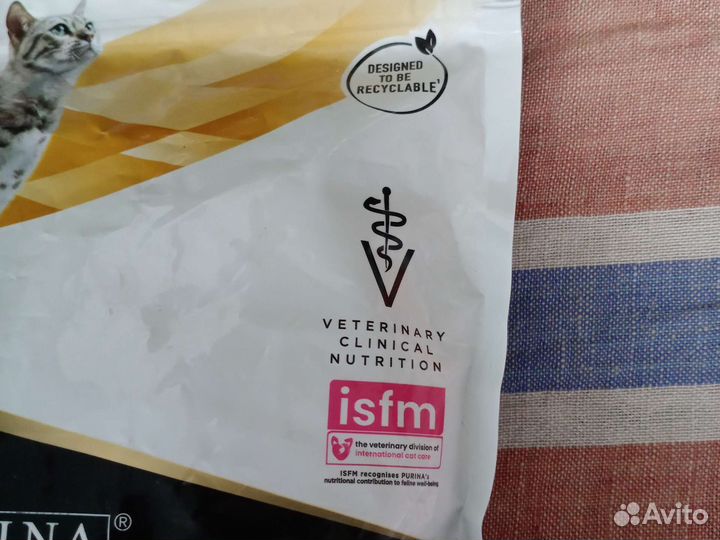 DESIGNED
TO BE
RECYCLABLE¹
V
VETERINARY
CLINICAL
NUTRITION
isfm
the veterinary division of
international cat care
ISFM recognises PURINA's
nutritional contribution to feline well-being
INA®
Avito